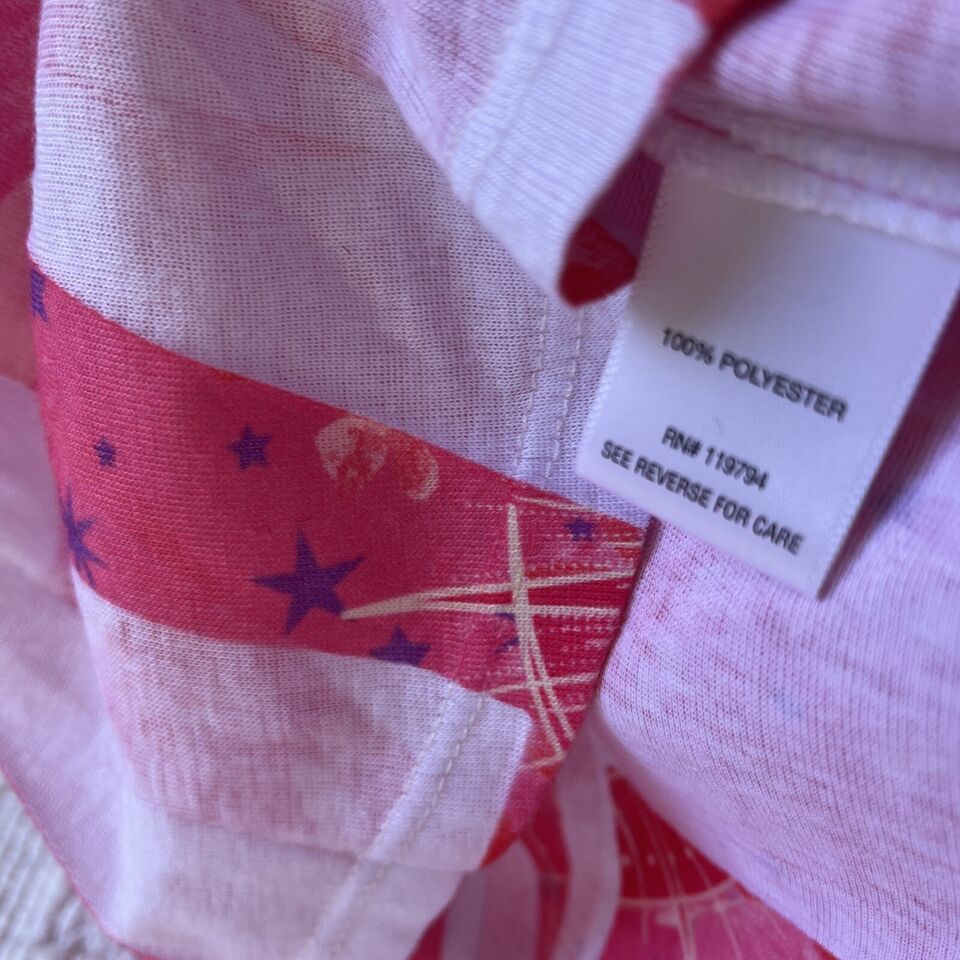 100% POLYESTER
RN# 119794
SEE REVERSE FOR CARE